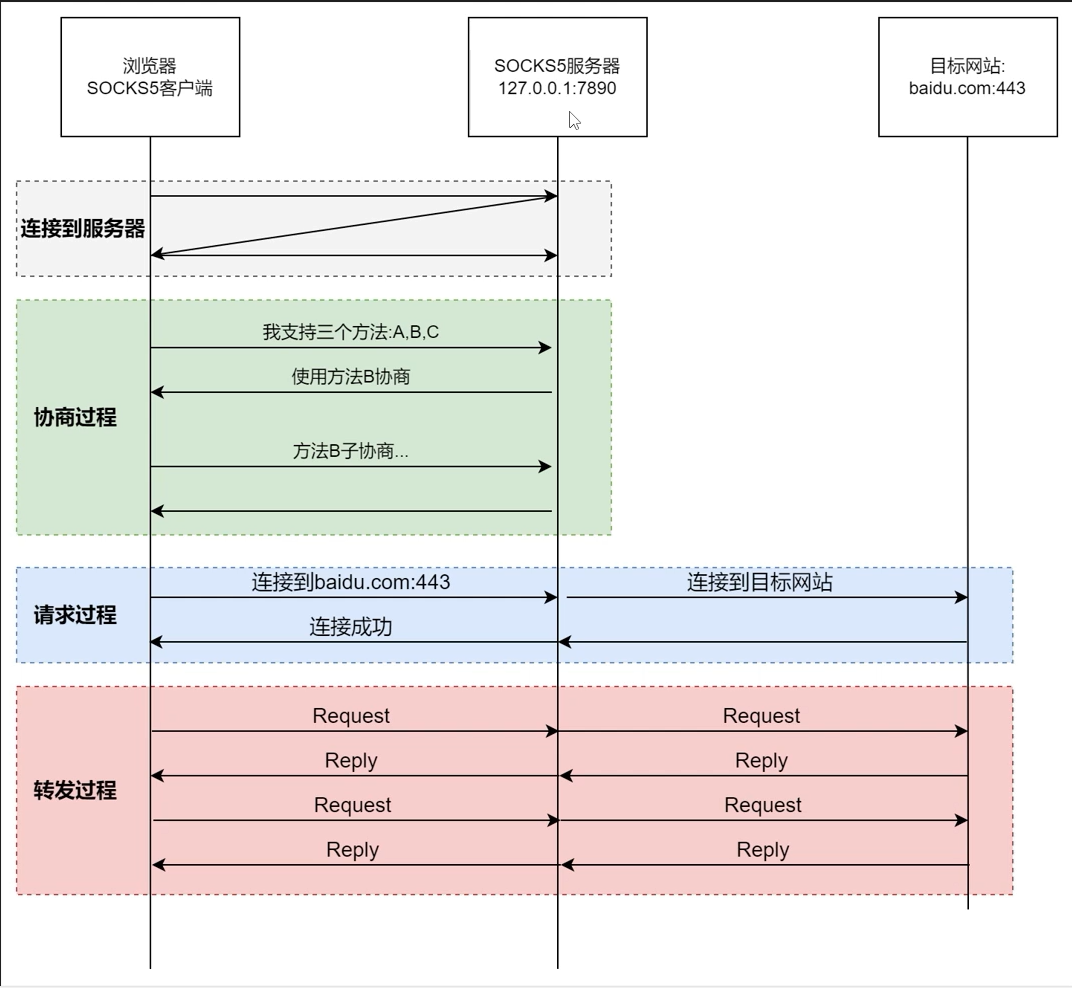 浏览器
SOCKS5客户端
SOCKS5服务器
127.0.0.1:7890
目标网站:
baidu.com:443
连接到服务器
我支持三个方法:A,B,C
使用方法B协商
协商过程
方法B子协商...
连接到baidu.com:443
连接到目标网站
请求过程
连接成功
Request
Request
Reply
Reply
转发过程
Request
Request
Reply
Reply